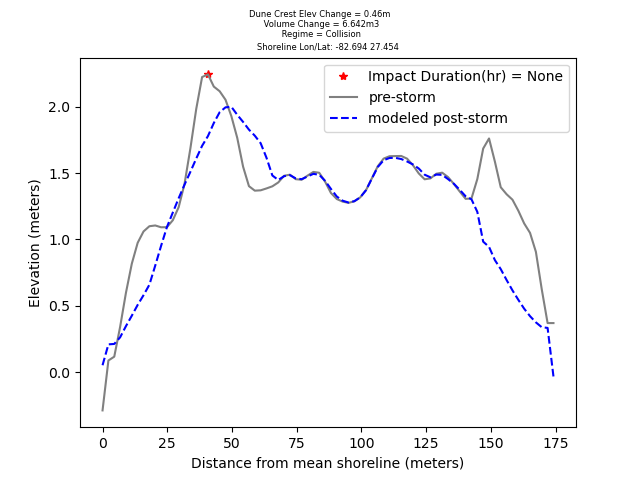 Dune Crest Elev Change = 0.46m
Volume Change = 6.642m3
Regime = Collision
Shoreline Lon/Lat: -82.694 27.454
Impact Duration(hr) = None
pre-storm
modeled post-storm
Elevation (meters)
2.0
1.5
1.0
0.5
0.0
0 25 50 75 100 125 150 175
Distance from mean shoreline (meters)